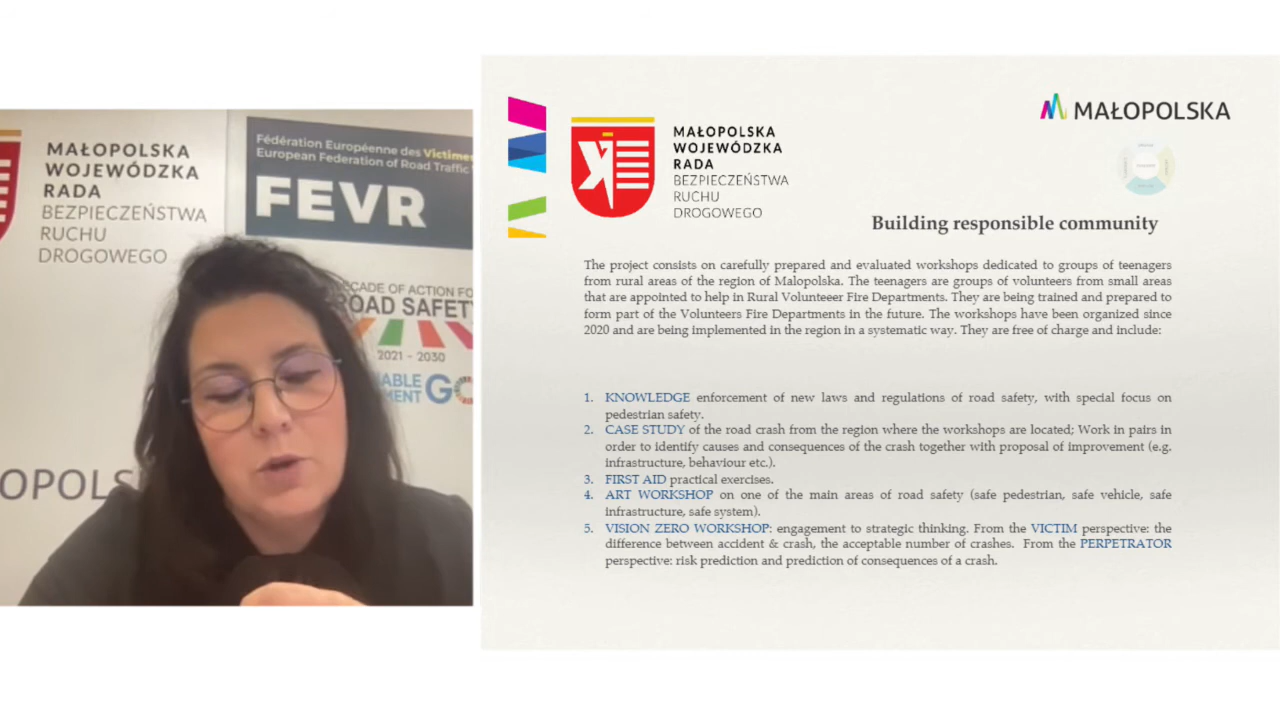 MAŁOPOLSKA
WOJEWÓDZKA
RADA
BEZPIECZEŃSTWA
RUCHU
DROGOWEGO
Fédération Européenne des Victimes
European Federation of Road Traffic
FEVR
DECADE OF ACTION FO
ROAD SAFET
2021 - 2030
ABLE
MENT GO
OPOLS
MAŁOPOLSKA
WOJEWÓDZKA
RADA
BEZPIECZEŃSTWA
RUCHU
DROGOWEGO
MAŁOPOLSKA
Building responsible community
The project consists on carefully prepared and evaluated workshops dedicated to groups of teenagers
from rural areas of the region of Malopolska. The teenagers are groups of volunteers from small areas
that are appointed to help in Rural Volunteeer Fire Departments. They are being trained and prepared to
form part of the Volunteers Fire Departments in the future. The workshops have been organized since
2020 and are being implemented in the region in a systematic way. They are free of charge and include:
1. KNOWLEDGE enforcement of new laws and regulations of road safety, with special focus on
pedestrian safety.
2. CASE STUDY of the road crash from the region where the workshops are located; Work in pairs in
order to identify causes and consequences of the crash together with proposal of improvement (e.g.
infrastructure, behaviour etc.).
3. FIRST AID practical exercises.
4. ART WORKSHOP on one of the main areas of road safety (safe pedestrian, safe vehicle, safe
infrastructure, safe system).
5. VISION ZERO WORKSHOP: engagement to strategic thinking. From the VICTIM perspective: the
difference between accident & crash, the acceptable number of crashes. From the PERPETRATOR
perspective: risk prediction and prediction of consequences of a crash.